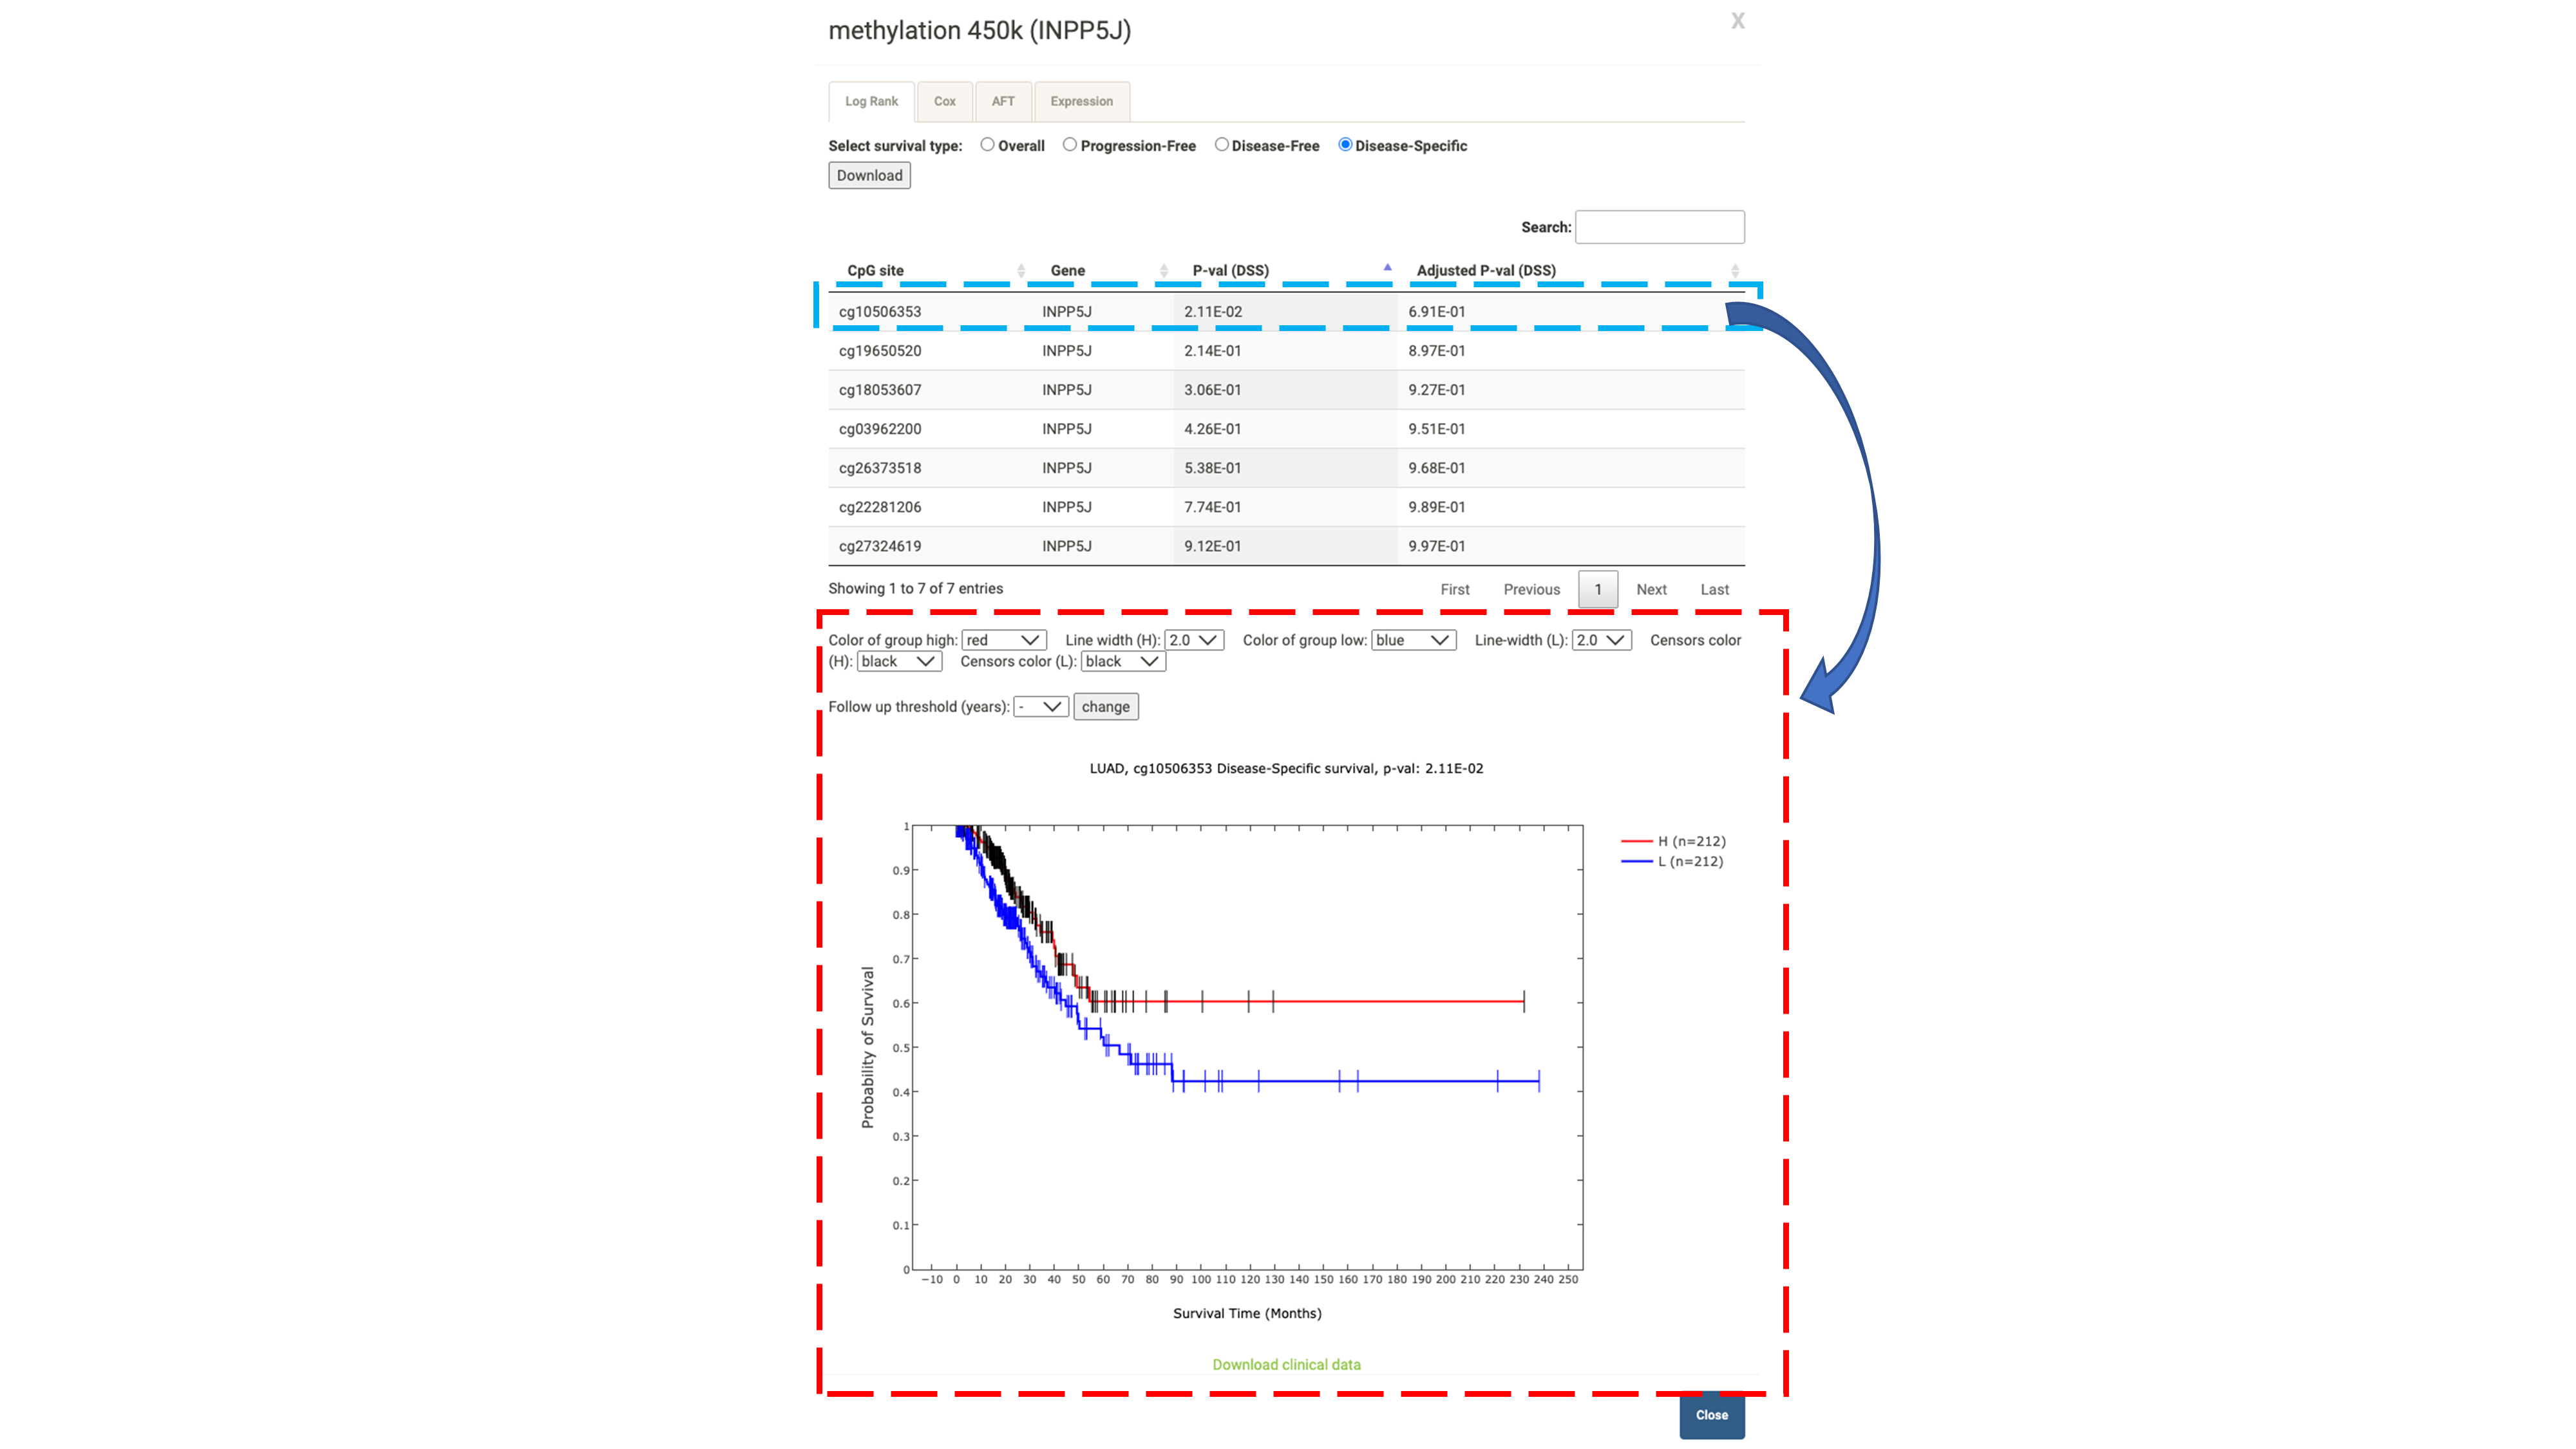 methylation 450k (INPP5J)
X
Log Rank Cox AFT Expression
Select survival type: Overall Progression-Free Disease-Free Disease-Specific
Download
Search:
CpG site Gene P-val (DSS) Adjusted P-val (DSS)
cg10506353 INPP5J 2.11E-02 6.91E-01
cg19650520 INPP5J 2.14E-01 8.97E-01
cg18053607 INPP5J 3.06E-01 9.27E-01
cg03962200 INPP5J 4.26E-01 9.51E-01
cg26373518 INPP5J 5.38E-01 9.68E-01
cg22281206 INPP5J 7.74E-01 9.89E-01
cg27324619 INPP5J 9.12E-01 9.97E-01
Showing 1 to 7 of 7 entries First Previous 1 Next Last
Color of group high: red Line width (H): 2.0 Color of group low: blue Line-width (L): 2.0 Censors color
(H): black Censors color (L): black
Follow up threshold (years): - change
LUAD, cg10506353 Disease-Specific survival, p-val: 2.11E-02
H (n=212)
L (n=212)
Probability of Survival
1
0.9
0.8
0.7
0.6
0.5
0.4
0.3
0.2
0.1
0
−10 0 10 20 30 40 50 60 70 80 90 100 110 120 130 140 150 160 170 180 190 200 210 220 230 240 250
Survival Time (Months)
Download clinical data
Close